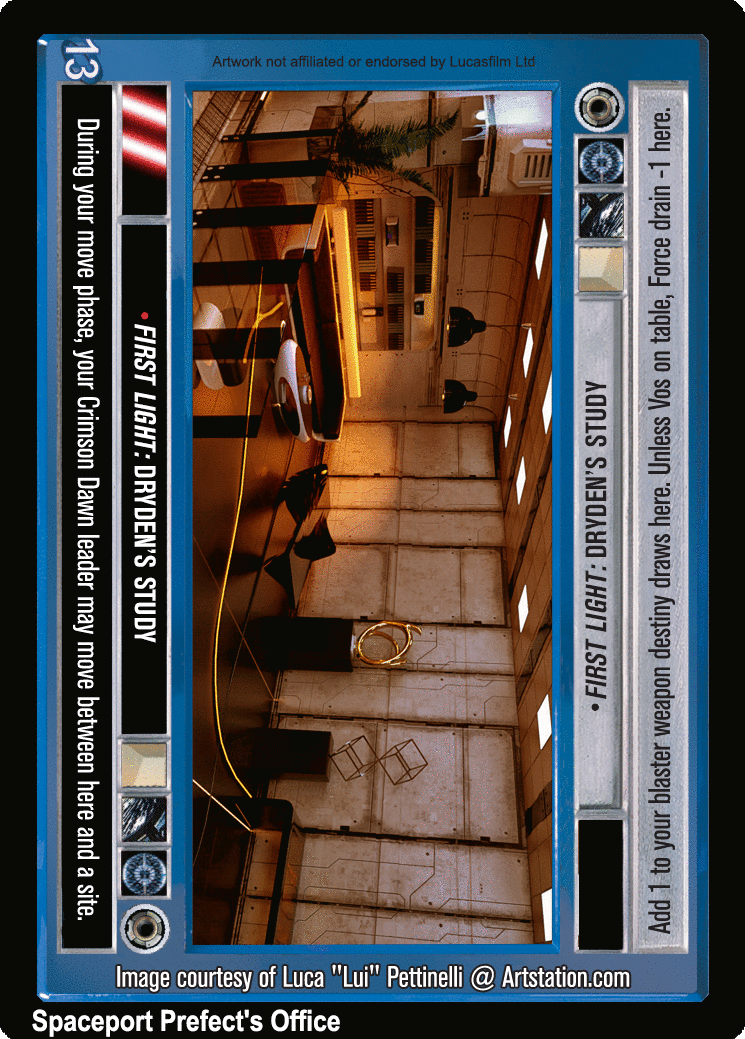 13
Artwork not affiliated or endorsed by Lucasfilm Ltd
During your move phase, your Crimson Dawn leader may move between here and a site.
• FIRST LIGHT: DRYDEN'S STUDY
• FIRST LIGHT: DRYDEN'S STUDY
Add 1 to your blaster weapon destiny draws here. Unless Vos on table, Force drain -1 here.
Image courtesy of Luca "Lui" Pettinelli @ Artstation.com
Spaceport Prefect's Office